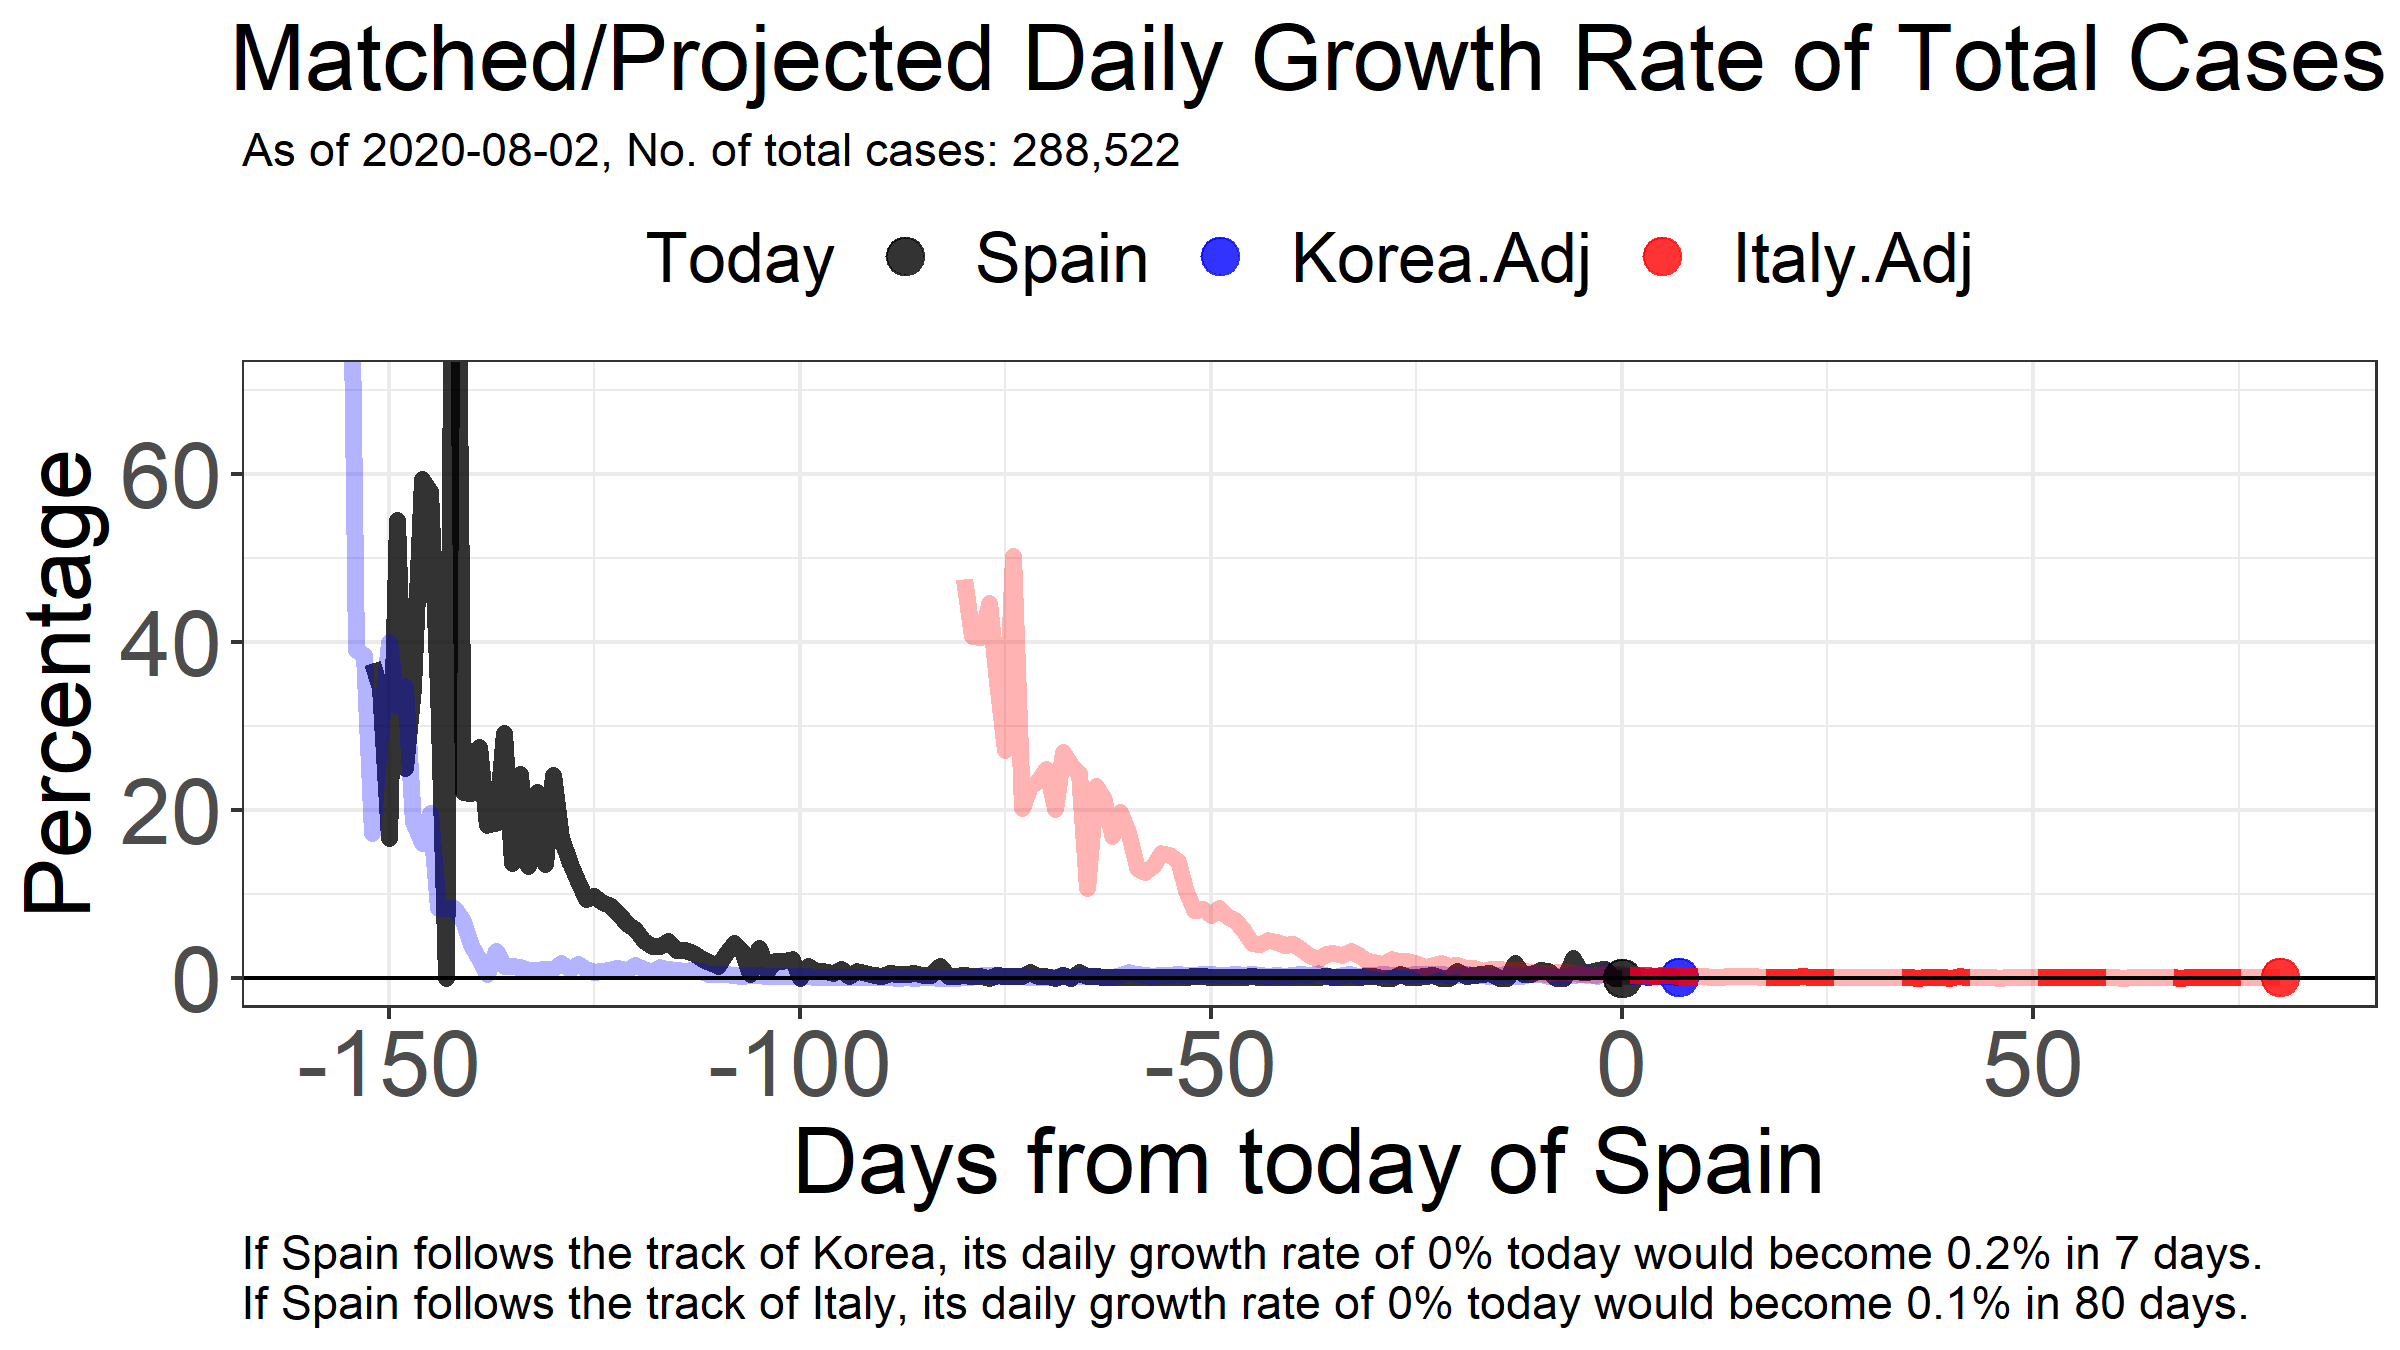 Matched/Projected Daily Growth Rate of Total Cases
As of 2020-08-02, No. of total cases: 288,522
Today Spain Korea.Adj Italy.Adj
Percentage
60
40
20
0
-150 -100 -50 0 50
Days from today of Spain
If Spain follows the track of Korea, its daily growth rate of 0% today would become 0.2% in 7 days.
If Spain follows the track of Italy, its daily growth rate of 0% today would become 0.1% in 80 days.